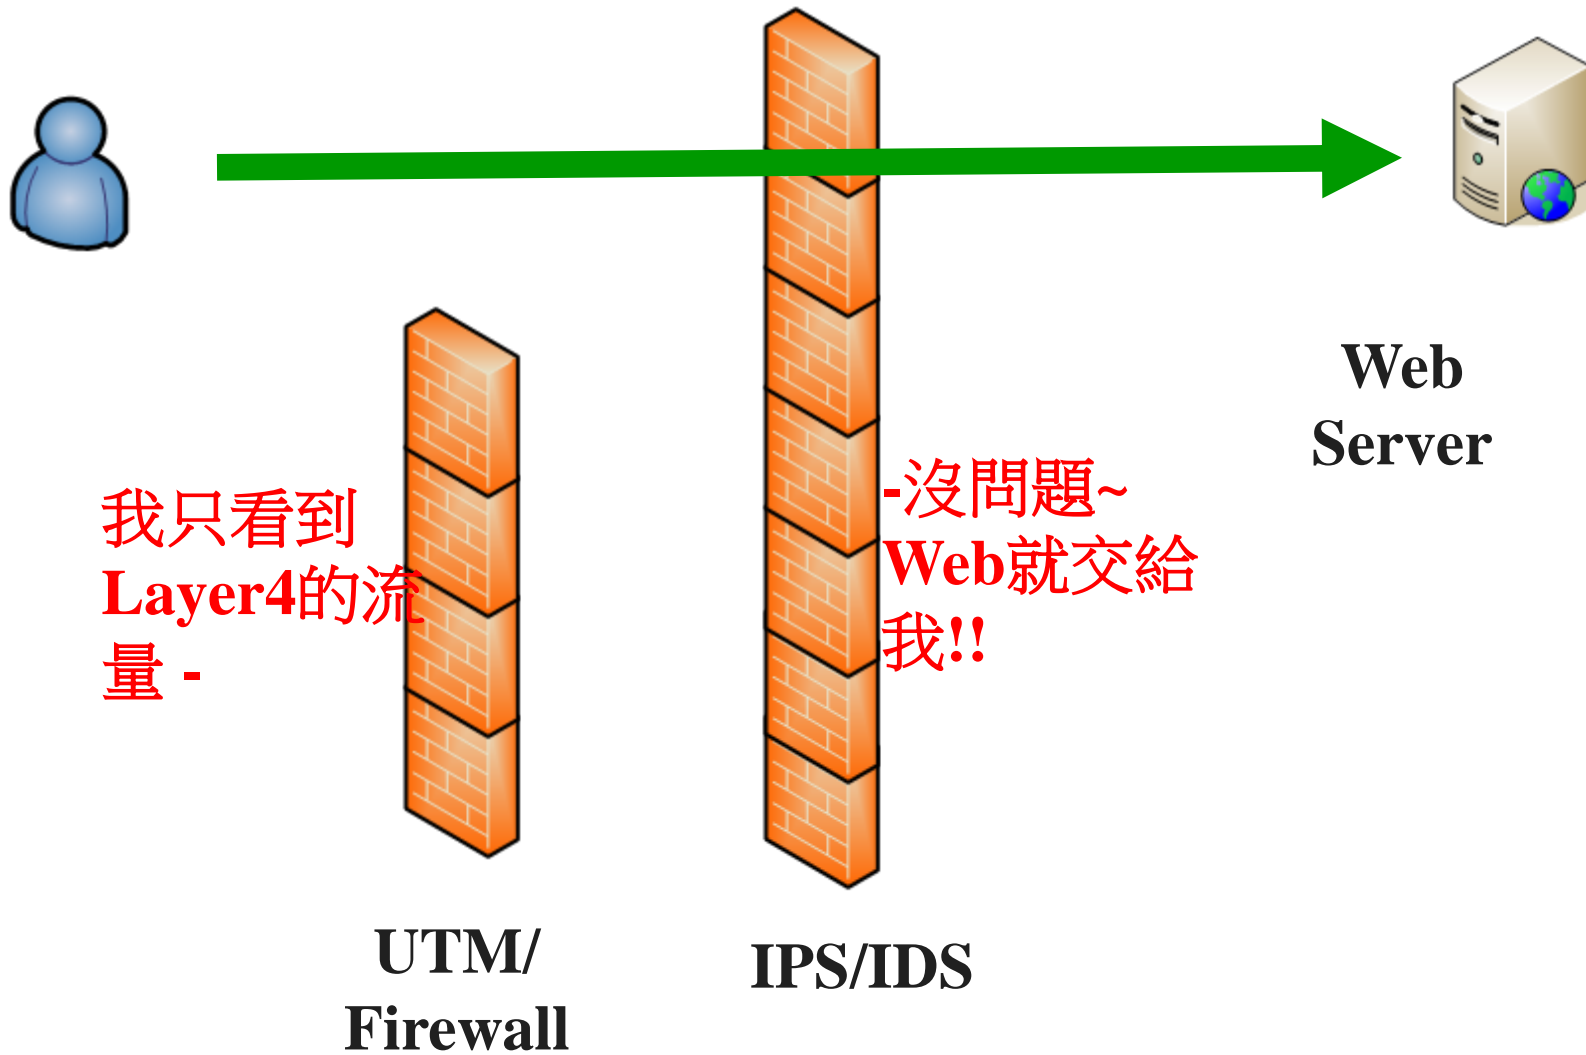 我只看到
Layer4的流
量 -
-沒問題~
Web就交給
我!!
Web
Server
UTM/
Firewall
IPS/IDS